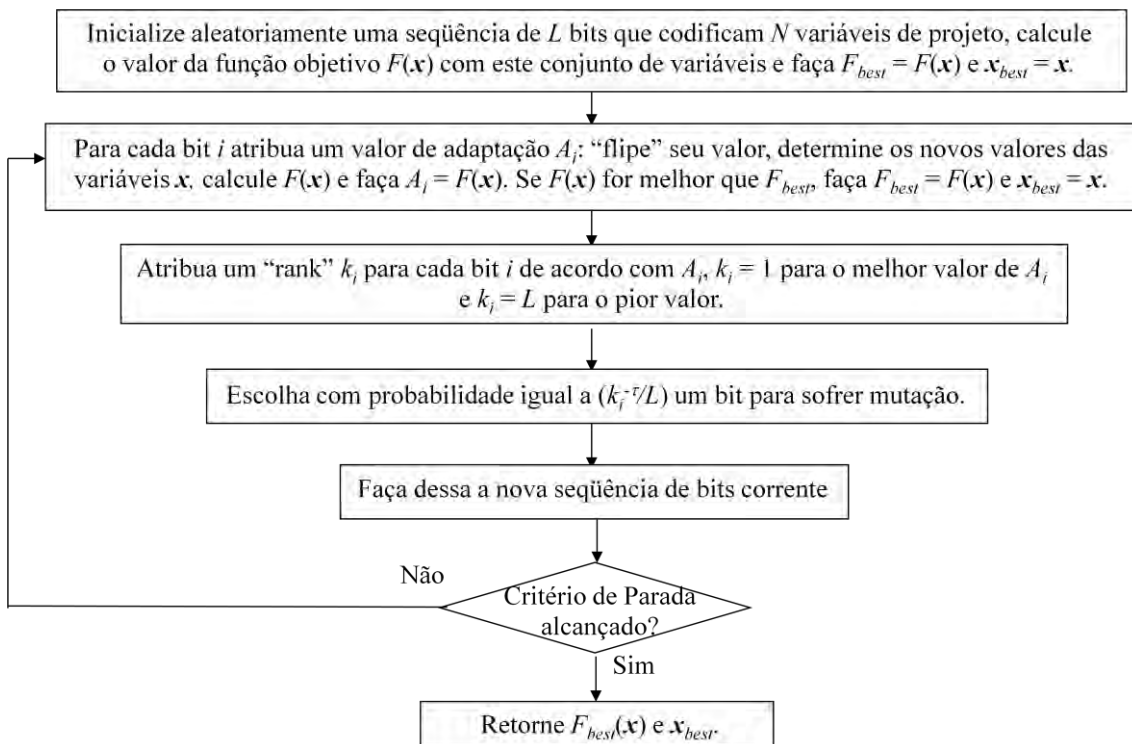 Inicialize aleatoriamente uma seqüência de L bits que codificam N variáveis de projeto, calcule
o valor da função objetivo F(x) com este conjunto de variáveis e faça F_best = F(x) e x_best = x.
Para cada bit i atribua um valor de adaptação A_i: “flipe” seu valor, determine os novos valores das
variáveis x, calcule F(x) e faça A_i = F(x). Se F(x) for melhor que F_best, faça F_best = F(x) e x_best = x.
Atribua um “rank” k_i para cada bit i de acordo com A_i, k_i = 1 para o melhor valor de A_i
e k_i = L para o pior valor.
Escolha com probabilidade igual a (k_i^-τ/L) um bit para sofrer mutação.
Faça dessa a nova seqüência de bits corrente
Não
Critério de Parada
alcançado?
Sim
Retorne F_best(x) e x_best.